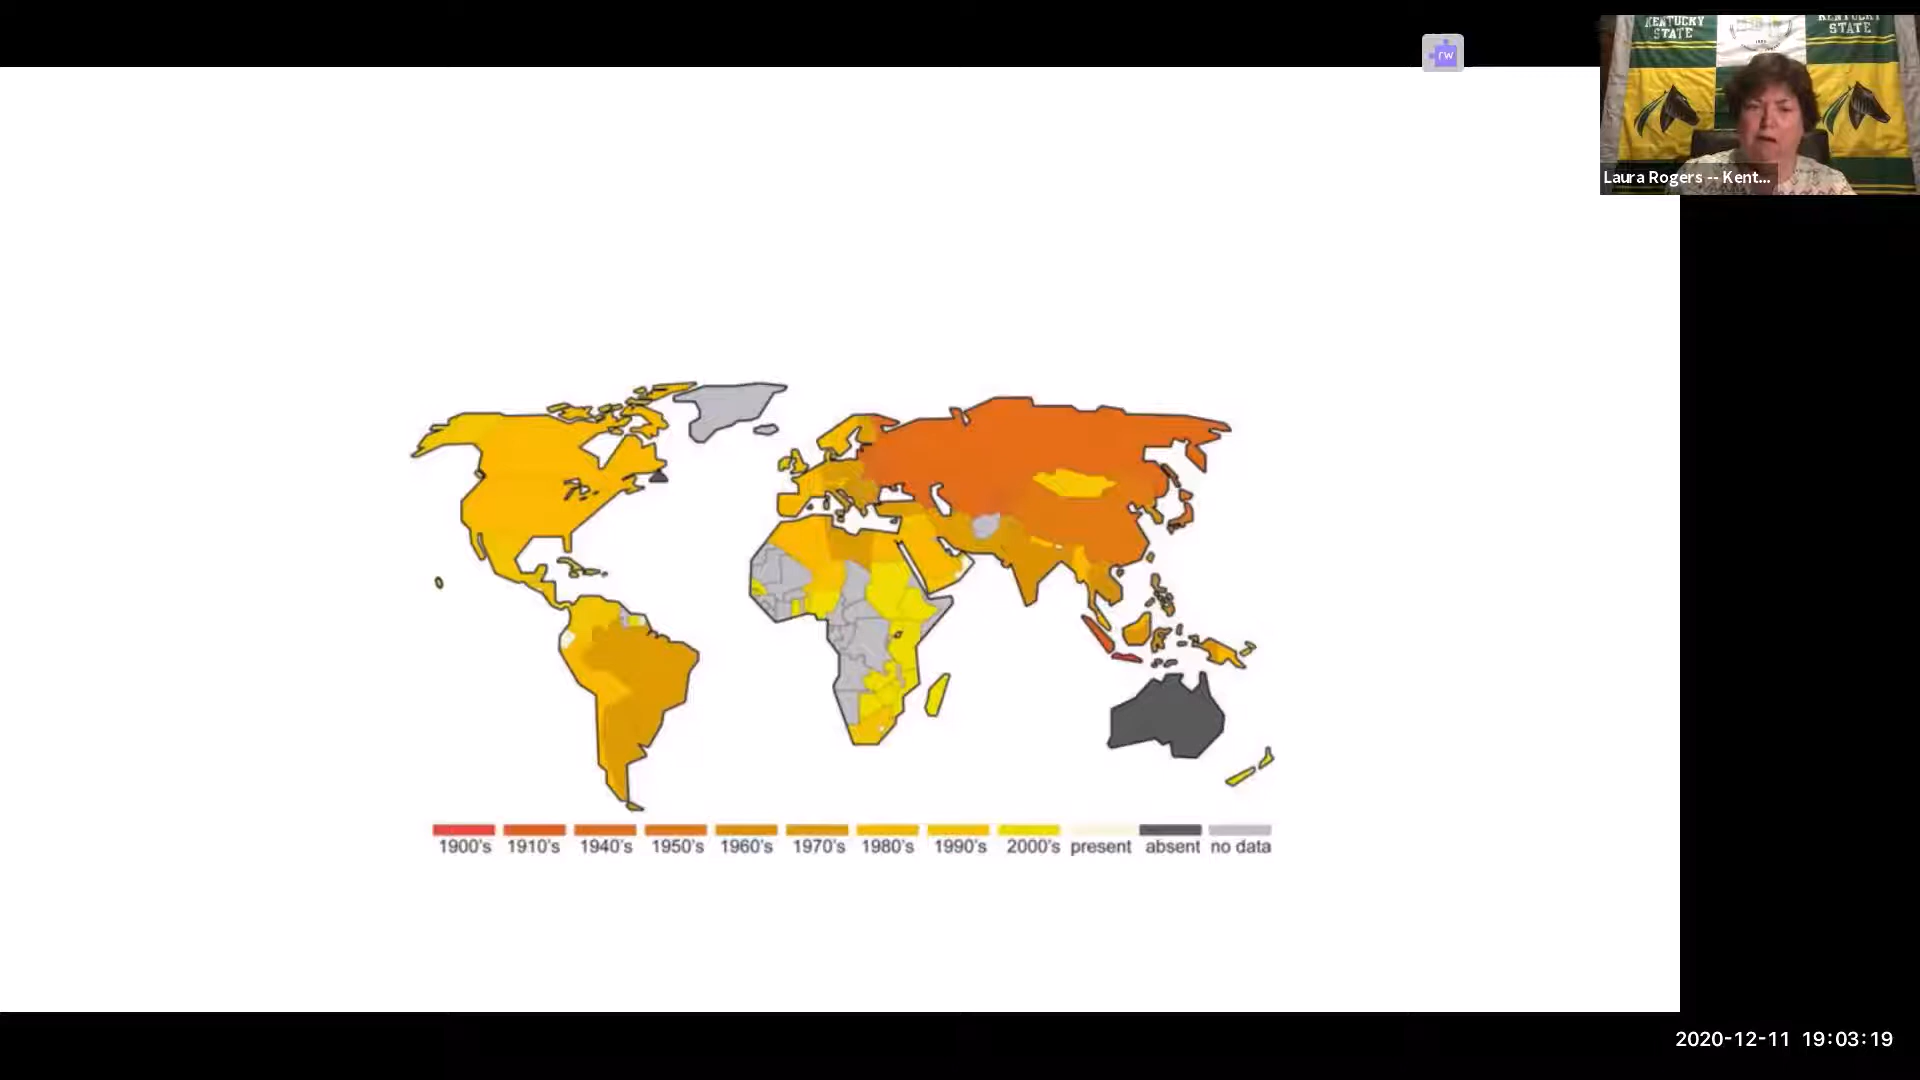 rw
KENTUCKY
STATE
KENTUCKY
STATE
Laura Rogers -- Kent...
1900's 1910's 1940's 1950's 1960's 1970's 1980's 1990's 2000's present absent no data
2020-12-11 19:03:19